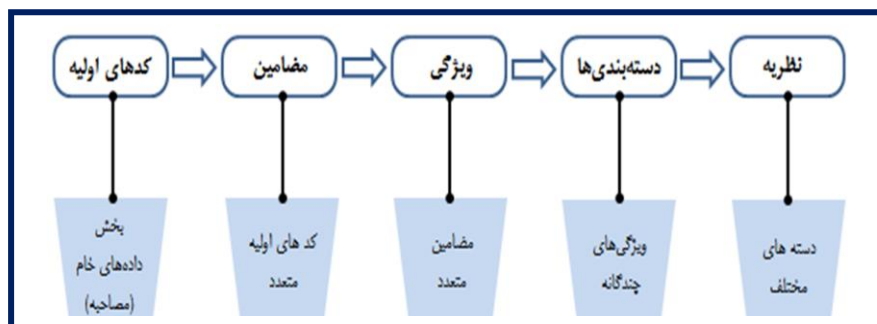 کدهای اولیه
مضامین
ویژگی
دسته‌بندی‌ها
نظریه
بخش
داده‌های خام
(مصاحبه)
کد های اولیه
متعدد
مضامین
متعدد
ویژگی‌های
چندگانه
دسته های
مختلف